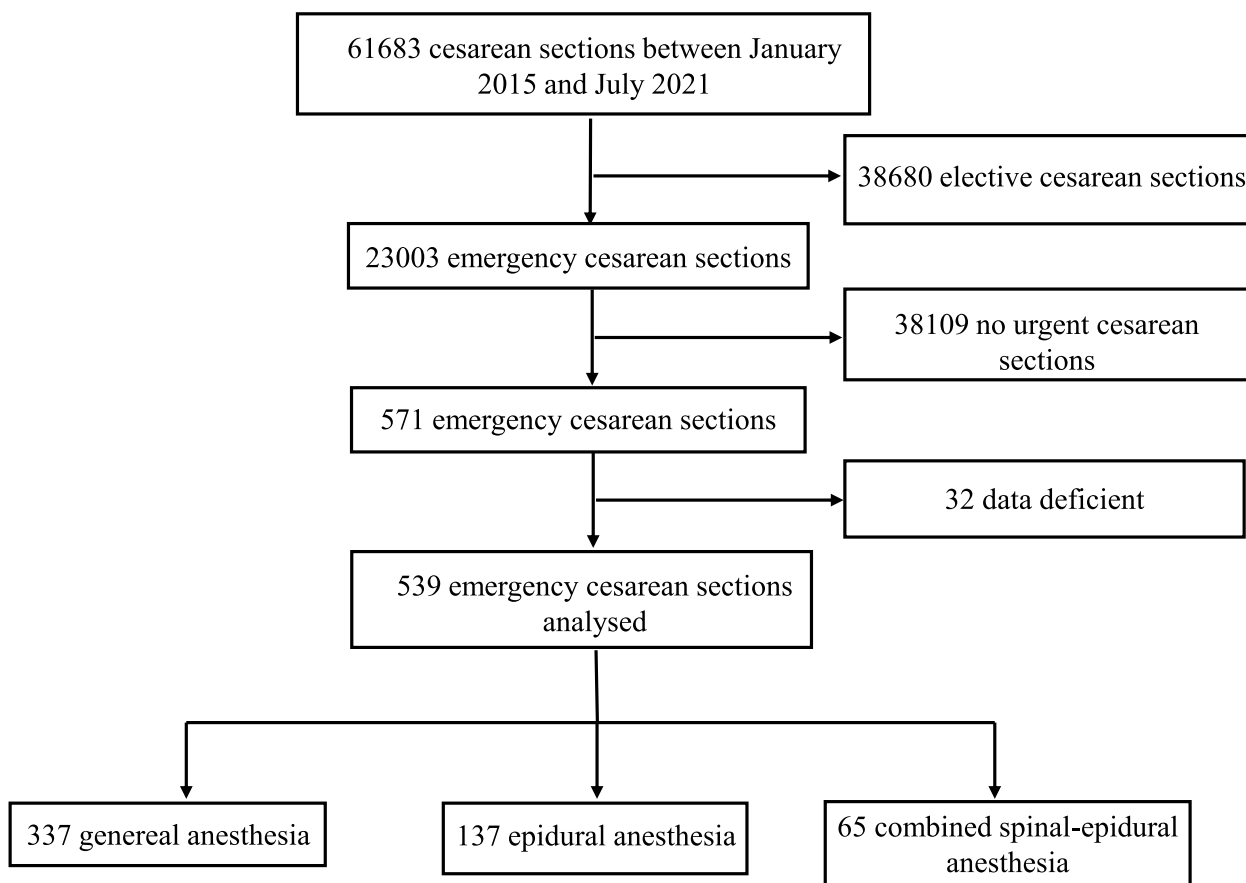 61683 cesarean sections between January
2015 and July 2021
38680 elective cesarean sections
23003 emergency cesarean sections
38109 no urgent cesarean
sections
571 emergency cesarean sections
32 data deficient
539 emergency cesarean sections
analysed
337 genereal anesthesia
137 epidural anesthesia
65 combined spinal-epidural
anesthesia